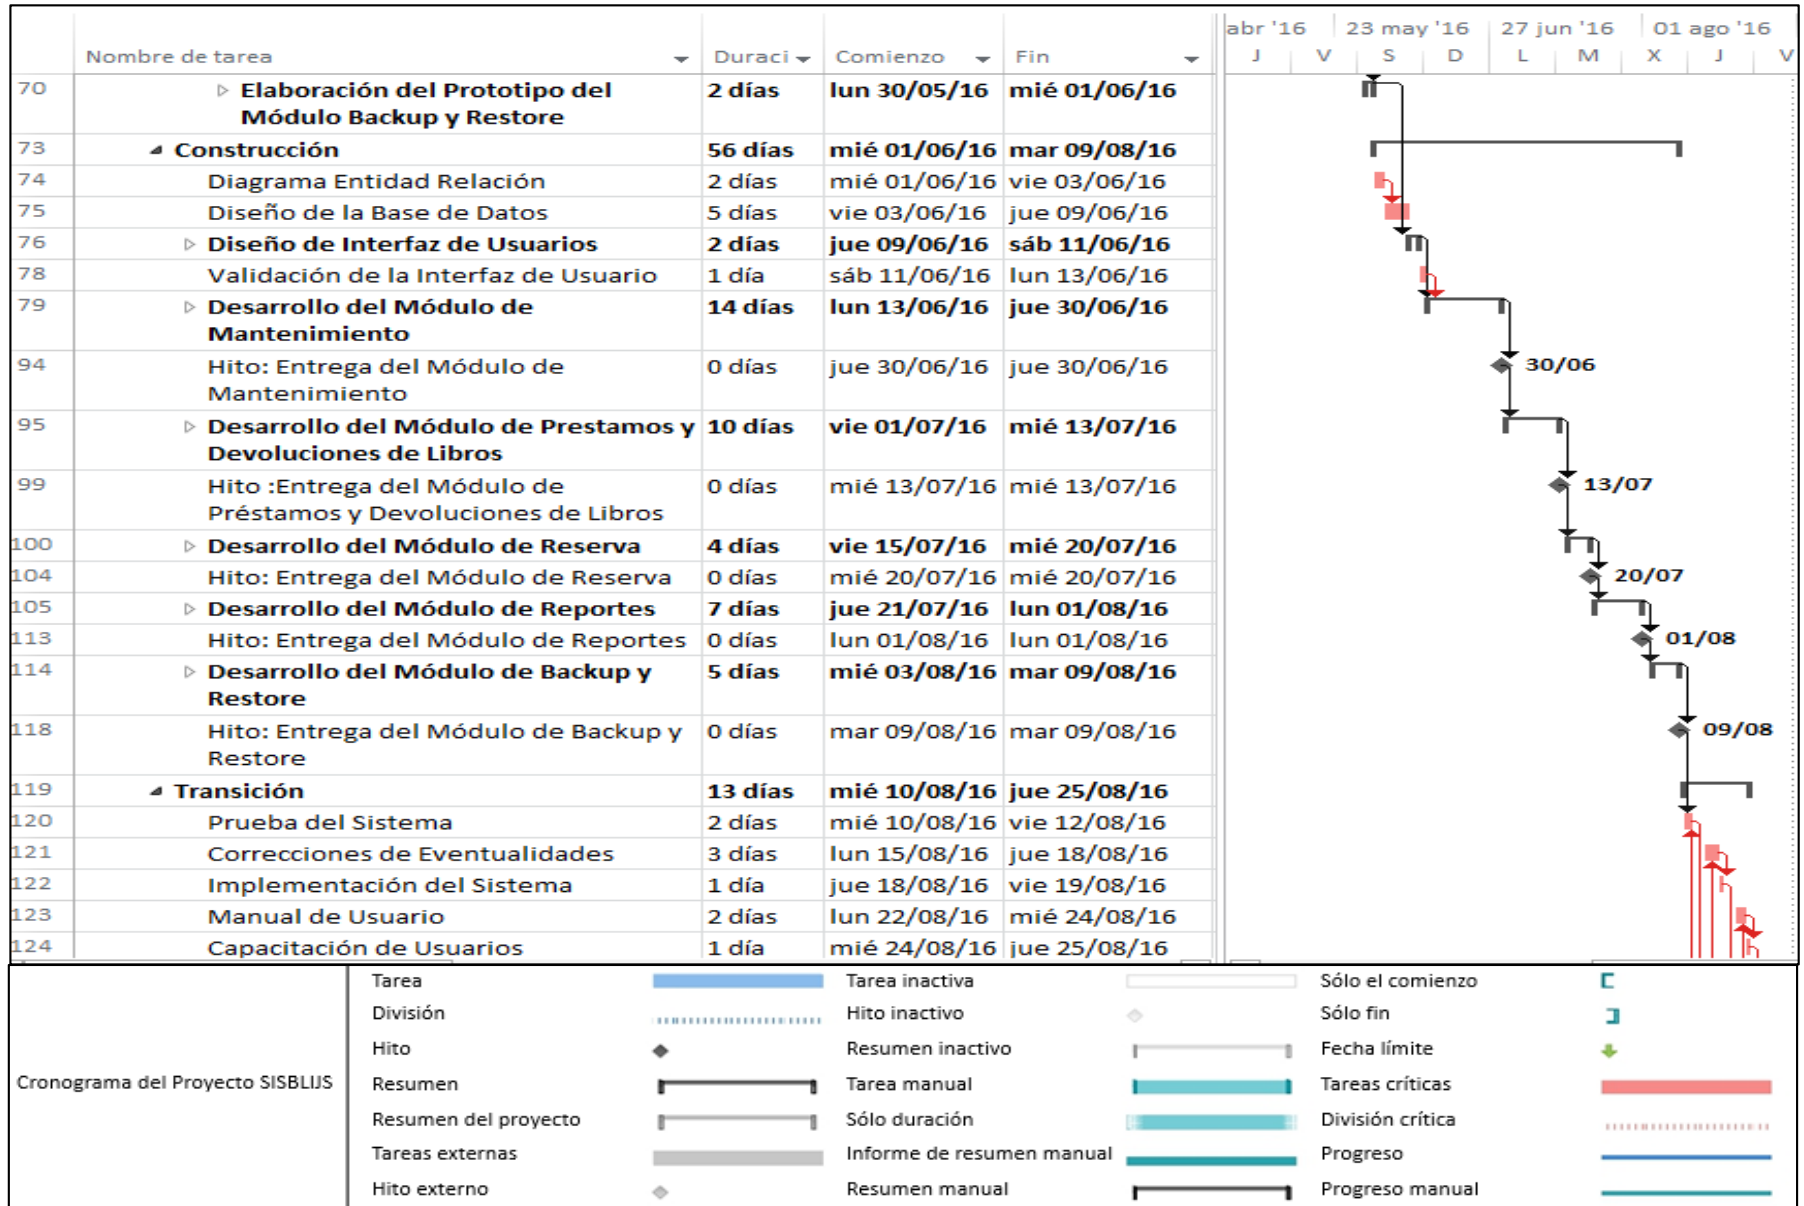 abr '16 23 may '16 27 jun '16 01 ago '16
Nombre de tarea Duraci Comienzo Fin J V S D L M X J V
70 Elaboración del Prototipo del 2 días lun 30/05/16 mié 01/06/16
Módulo Backup y Restore
73 Construcción 56 días mié 01/06/16 mar 09/08/16
74 Diagrama Entidad Relación 2 días mié 01/06/16 vie 03/06/16
75 Diseño de la Base de Datos 5 días vie 03/06/16 jue 09/06/16
76 Diseño de Interfaz de Usuarios 2 días jue 09/06/16 sáb 11/06/16
78 Validación de la Interfaz de Usuario 1 día sáb 11/06/16 lun 13/06/16
79 Desarrollo del Módulo de 14 días lun 13/06/16 jue 30/06/16
Mantenimiento
94 Hito: Entrega del Módulo de 0 días jue 30/06/16 jue 30/06/16 30/06
Mantenimiento
95 Desarrollo del Módulo de Prestamos y 10 días vie 01/07/16 mié 13/07/16
Devoluciones de Libros
99 Hito :Entrega del Módulo de 0 días mié 13/07/16 mié 13/07/16 13/07
Préstamos y Devoluciones de Libros
100 Desarrollo del Módulo de Reserva 4 días vie 15/07/16 mié 20/07/16
104 Hito: Entrega del Módulo de Reserva 0 días mié 20/07/16 mié 20/07/16 20/07
105 Desarrollo del Módulo de Reportes 7 días jue 21/07/16 lun 01/08/16
113 Hito: Entrega del Módulo de Reportes 0 días lun 01/08/16 lun 01/08/16 01/08
114 Desarrollo del Módulo de Backup y 5 días mié 03/08/16 mar 09/08/16
Restore
118 Hito: Entrega del Módulo de Backup y 0 días mar 09/08/16 mar 09/08/16 09/08
Restore
119 Transición 13 días mié 10/08/16 jue 25/08/16
120 Prueba del Sistema 2 días mié 10/08/16 vie 12/08/16
121 Correcciones de Eventualidades 3 días lun 15/08/16 jue 18/08/16
122 Implementación del Sistema 1 día jue 18/08/16 vie 19/08/16
123 Manual de Usuario 2 días lun 22/08/16 mié 24/08/16
124 Capacitación de Usuarios 1 día mié 24/08/16 jue 25/08/16
Tarea Tarea inactiva Sólo el comienzo
División Hito inactivo Sólo fin
Hito Resumen inactivo Fecha límite
Cronograma del Proyecto SISBLIJS Resumen Tarea manual Tareas críticas
Resumen del proyecto Sólo duración División crítica
Tareas externas Informe de resumen manual Progreso
Hito externo Resumen manual Progreso manual